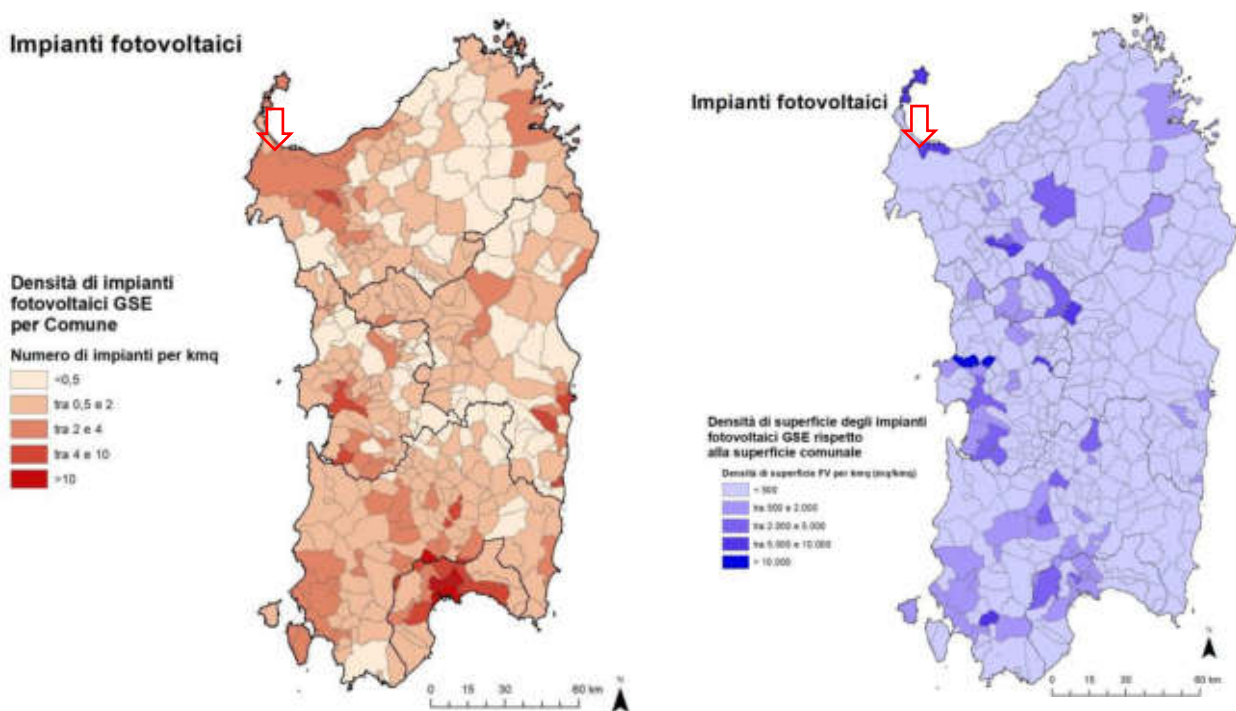 Impianti fotovoltaici
Densità di impianti
fotovoltaici GSE
per Comune
Numero di impianti per kmq
<0,5
tra 0,5 e 2
tra 2 e 4
tra 4 e 10
>10
0 15 30 60 km
N
Impianti fotovoltaici
Densità di superficie degli impianti
fotovoltaici GSE rispetto
alla superficie comunale
Densità di superficie FV per kmq (mq/kmq)
< 500
tra 500 e 2.000
tra 2.000 e 5.000
tra 5.000 e 10.000
> 10.000
0 15 30 60 km
N